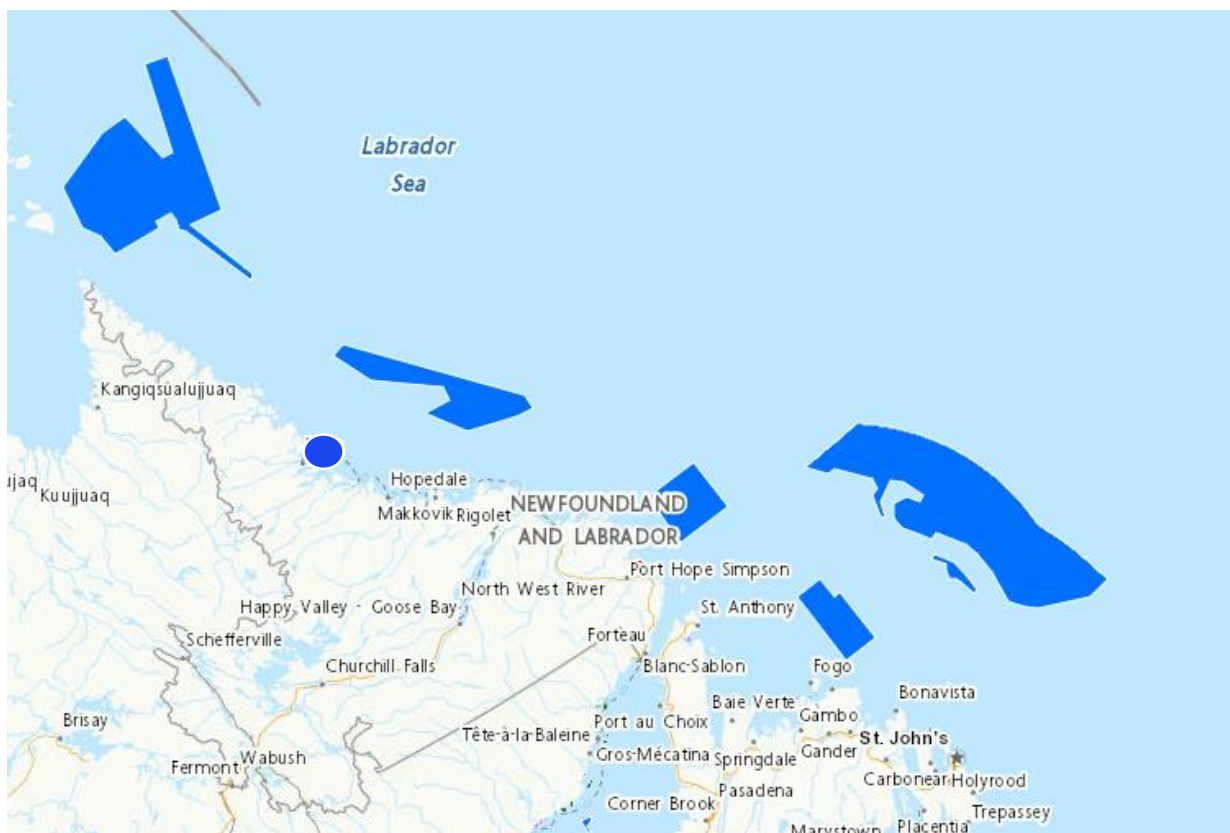 Labrador
Sea
Kangiqsualujjuaq
ujaq
Kuujjuaq
Hopedale
Makkovik
Rigolet
NEWFOUNDLAND
AND LABRADOR
Port Hope Simpson
North West River
St. Anthony
Happy Valley - Goose Bay
Schefferville
Forteau
Churchill Falls
Blanc-Sablon
Fogo
Bonavista
Baie Verte
Brisay
Port au Choix
Gambo
Tête-à-la-Baleine
St. John's
Gros-Mécatina
Springdale
Gander
Wabush
Fermont
Carbonear
Holyrood
Pasadena
Corner Brook
Trepassey
Marystown
Placentia